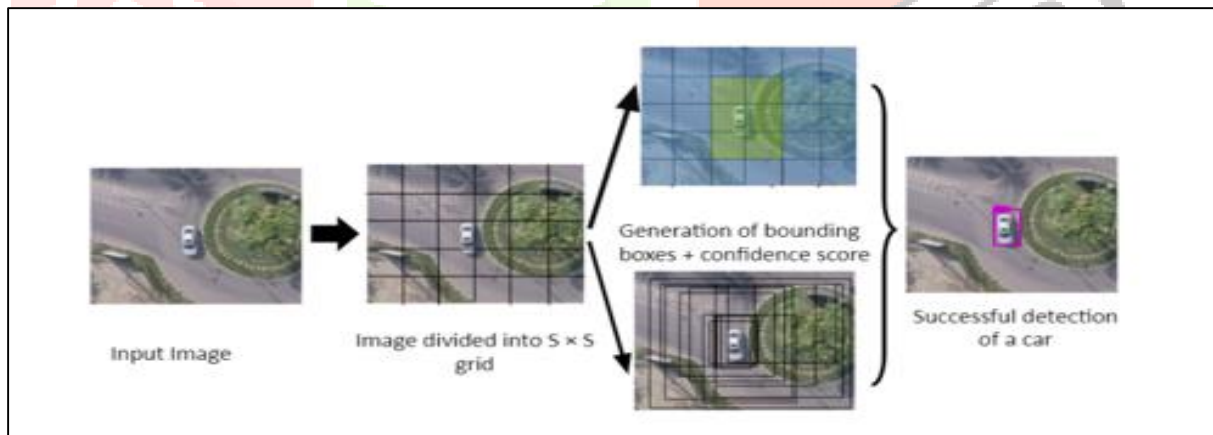 Input Image
Image divided into S × S
grid
Generation of bounding
boxes + confidence score
Successful detection
of a car